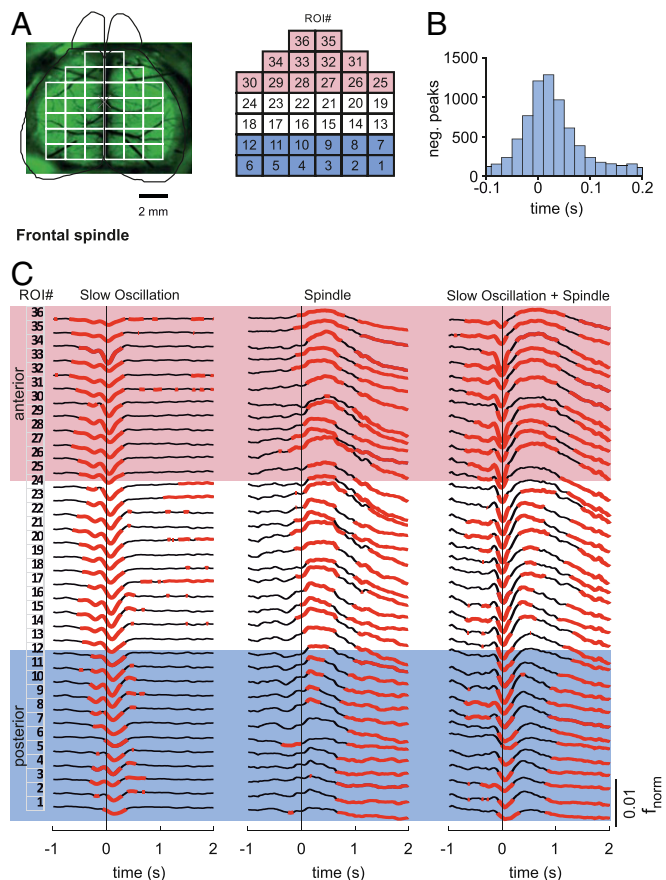 A
2 mm
Frontal spindle
ROI#
36 35
34 33 32 31
30 29 28 27 26 25
24 23 22 21 20 19
18 17 16 15 14 13
12 11 10 9 8 7
6 5 4 3 2 1
B
1500
1000
500
0
neg. peaks
-0.1 0 0.1 0.2
time (s)
C
ROI# Slow Oscillation Spindle Slow Oscillation + Spindle
anterior
posterior
36
35
34
33
32
31
30
29
28
27
26
25
24
23
22
21
20
19
18
17
16
15
14
13
12
11
10
9
8
7
6
5
4
3
2
1
0.01
fnorm
-1 0 1 2 -1 0 1 2 -1 0 1 2
time (s) time (s) time (s)